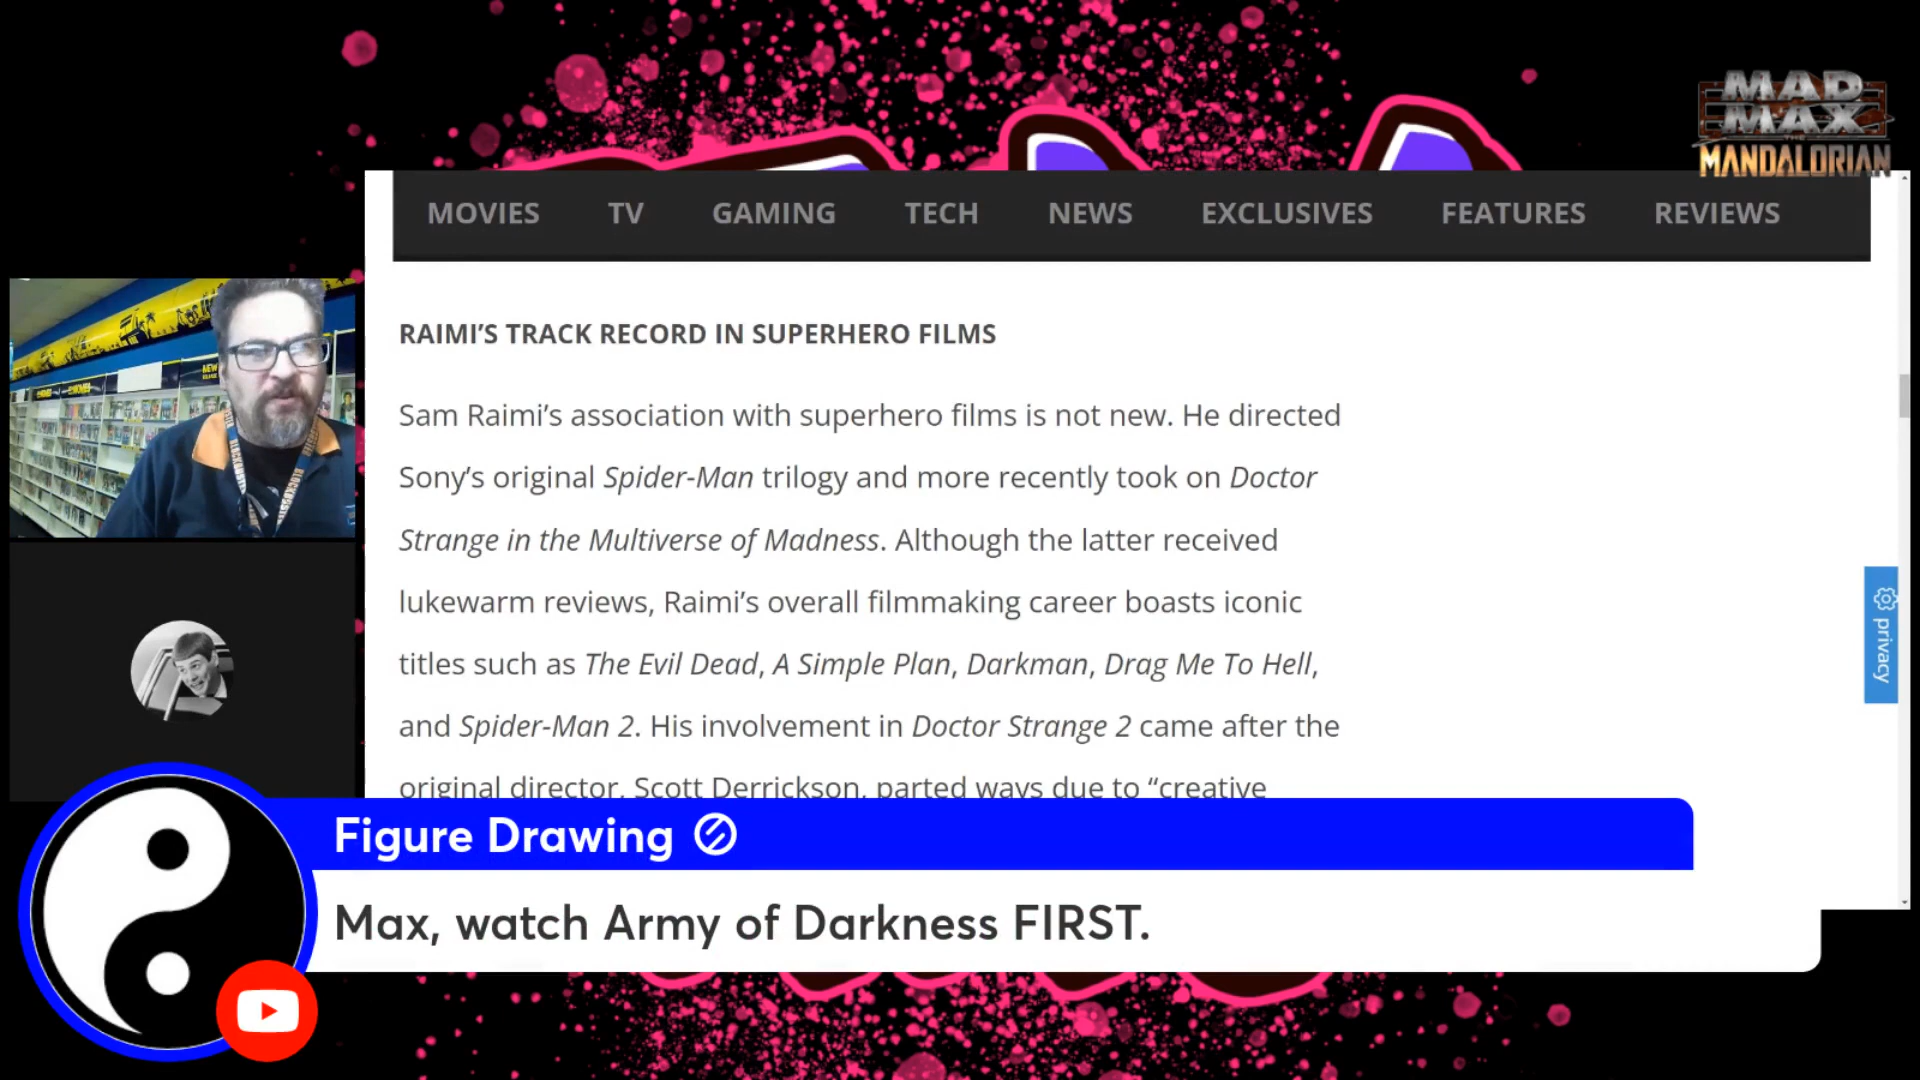 MAD
MAX
THE
MANDALORIAN
MOVIES TV GAMING TECH NEWS EXCLUSIVES FEATURES REVIEWS
RAIMI’S TRACK RECORD IN SUPERHERO FILMS
Sam Raimi’s association with superhero films is not new. He directed
Sony’s original Spider-Man trilogy and more recently took on Doctor
Strange in the Multiverse of Madness. Although the latter received
lukewarm reviews, Raimi’s overall filmmaking career boasts iconic
titles such as The Evil Dead, A Simple Plan, Darkman, Drag Me To Hell,
and Spider-Man 2. His involvement in Doctor Strange 2 came after the
original director, Scott Derrickson, parted ways due to “creative
privacy
Figure Drawing
Max, watch Army of Darkness FIRST.